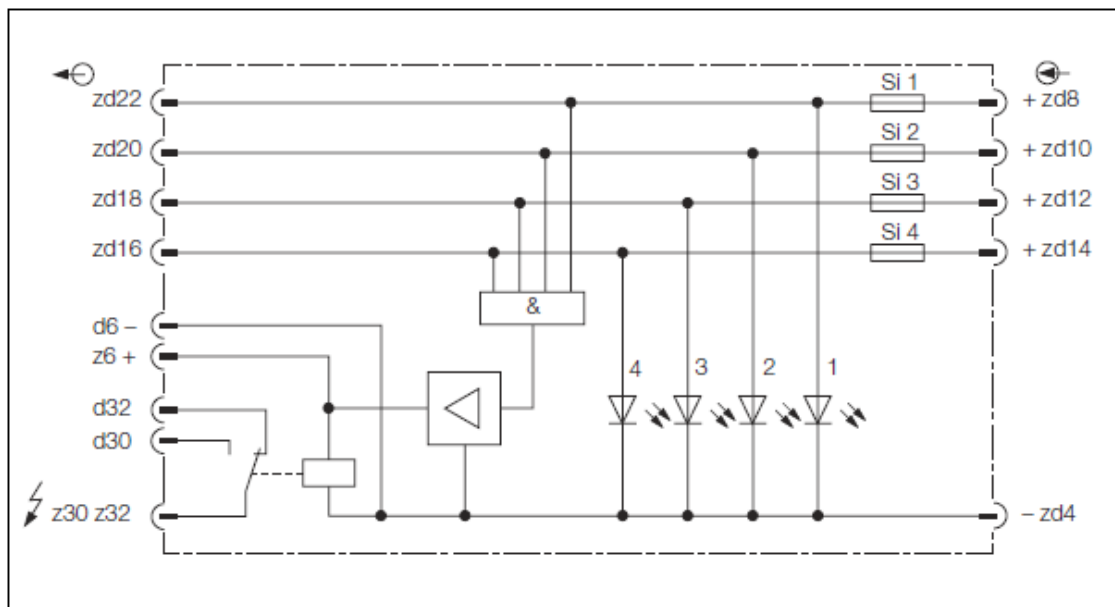 zd22 Si 1 + zd8
zd20 Si 2 + zd10
zd18 Si 3 + zd12
zd16 Si 4 + zd14
&
d6 –
z6 +
4 3 2 1
d32
d30
z30 z32 – zd4